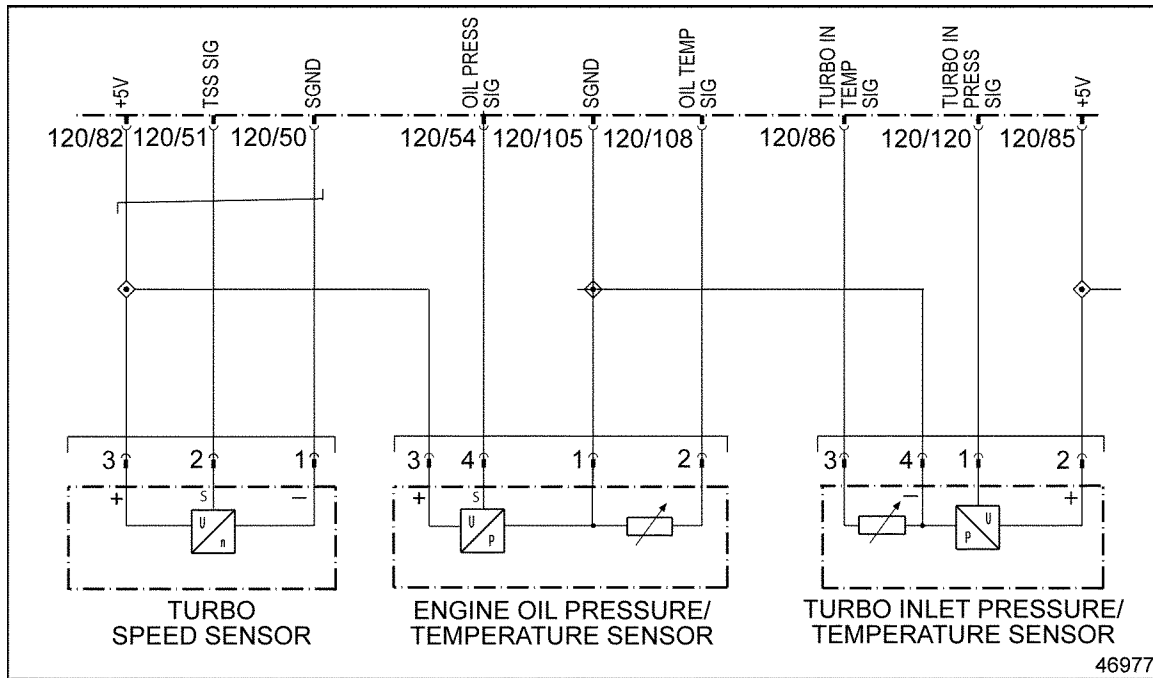 +5V
TSS SIG
SGND
OIL PRESS
SIG
SGND
OIL TEMP
SIG
TURBO IN
TEMP
SIG
TURBO IN
PRESS
SIG
+5V
120/82 120/51 120/50 120/54 120/105 120/108 120/86 120/120 120/85
3 2 1 3 4 1 2 3 4 1 2
+ S − + S − +
U n U P P U
TURBO
SPEED SENSOR
ENGINE OIL PRESSURE/
TEMPERATURE SENSOR
TURBO INLET PRESSURE/
TEMPERATURE SENSOR
46977